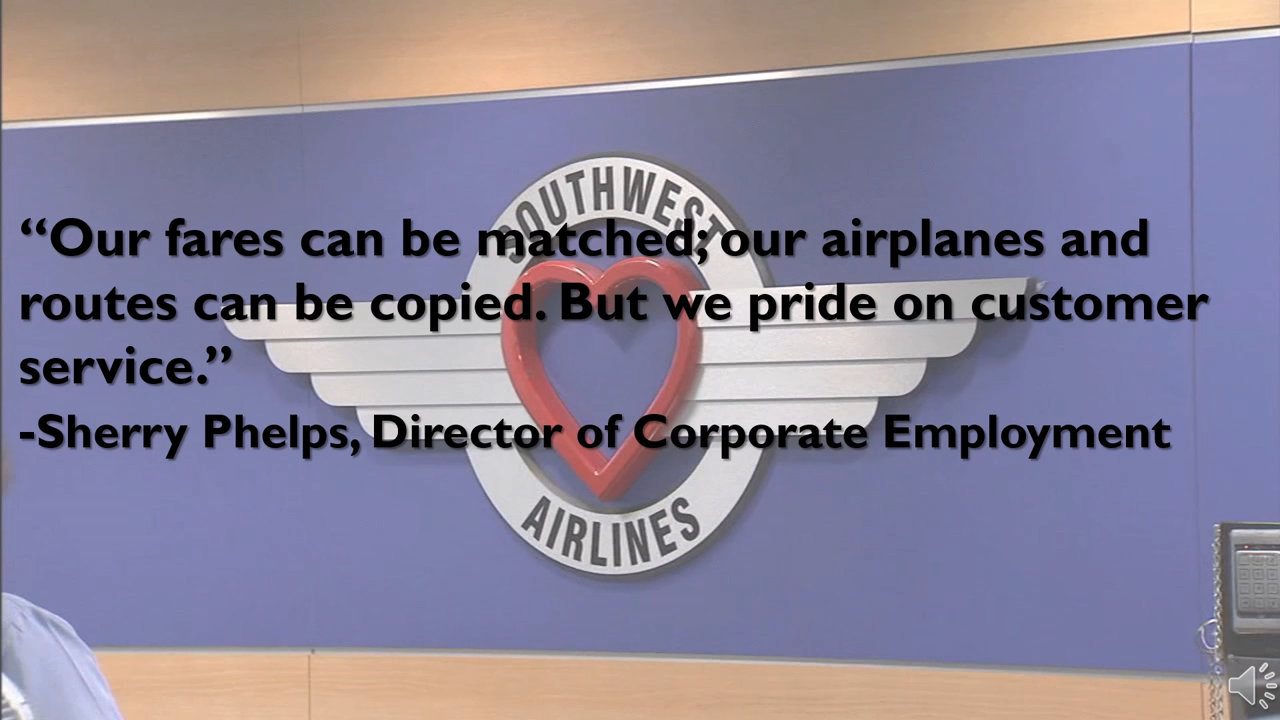 SOUTHWEST
“Our fares can be matched; our airplanes and
routes can be copied. But we pride on customer
service.”
-Sherry Phelps, Director of Corporate Employment
AIRLINES